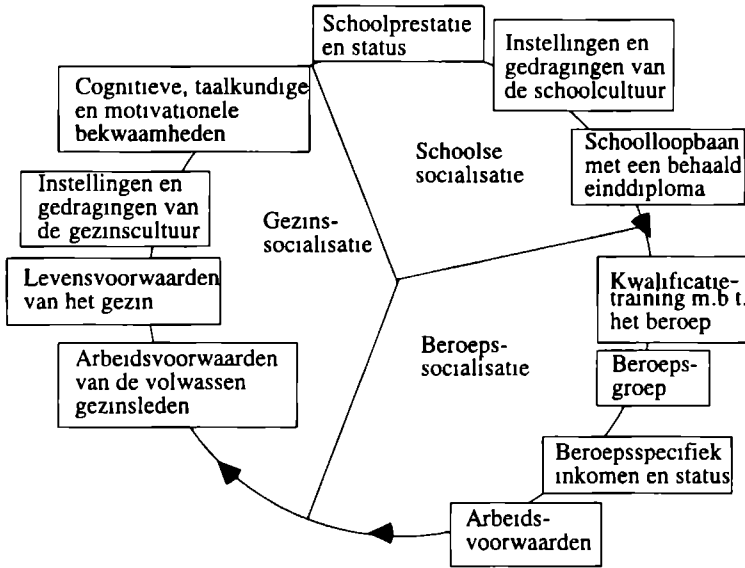 Schoolprestatie
en status
Instellingen en
gedragingen van
de schoolcultuur
Schoolloopbaan
met een behaald
einddiploma
Schoolse
socialisatie
Cognitieve, taalkundige
en motivationele
bekwaamheden
Instellingen en
gedragingen van
de gezinscultuur
Gezins-
socialisatie
Levensvoorwaarden
van het gezin
Arbeidsvoorwaarden
van de volwassen
gezinsleden
Beroeps-
socialisatie
Kwalificatie-
training m.b t.
het beroep
Beroeps-
groep
Beroepsspecifiek
inkomen en status
Arbeids-
voorwaarden